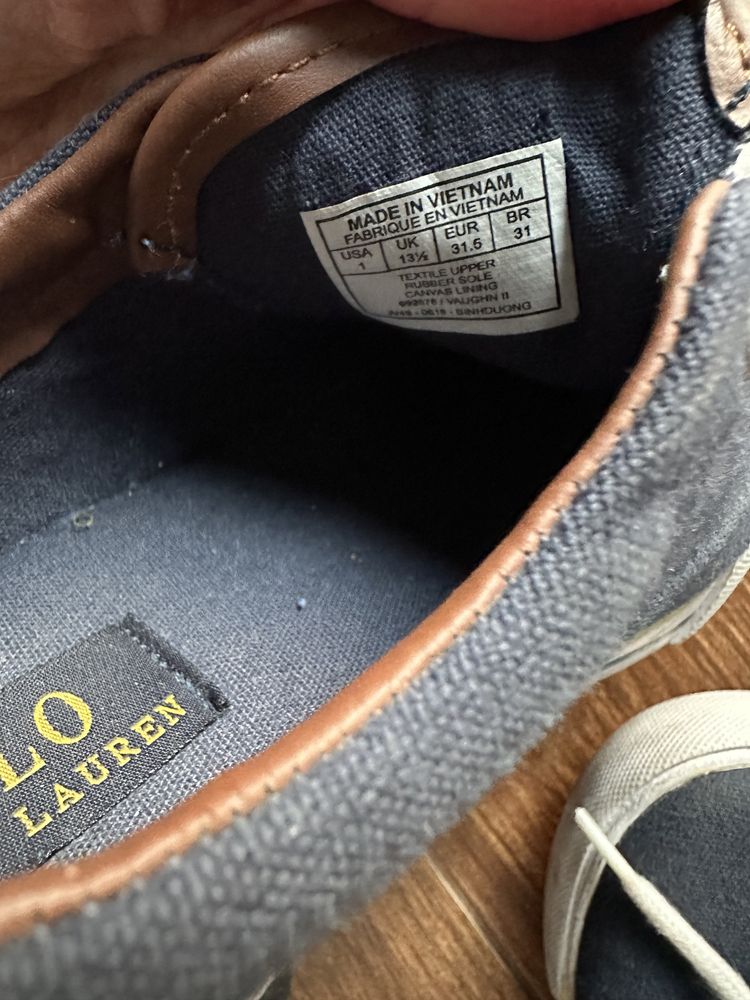 MADE IN VIETNAM
FABRIQUE EN VIETNAM
USA UK EUR BR
1 13½ 31.5 31
TEXTILE UPPER
RUBBER SOLE
CANVAS LINING
VAUGHN II
0619 - BINHDUONG
LO
LAUREN